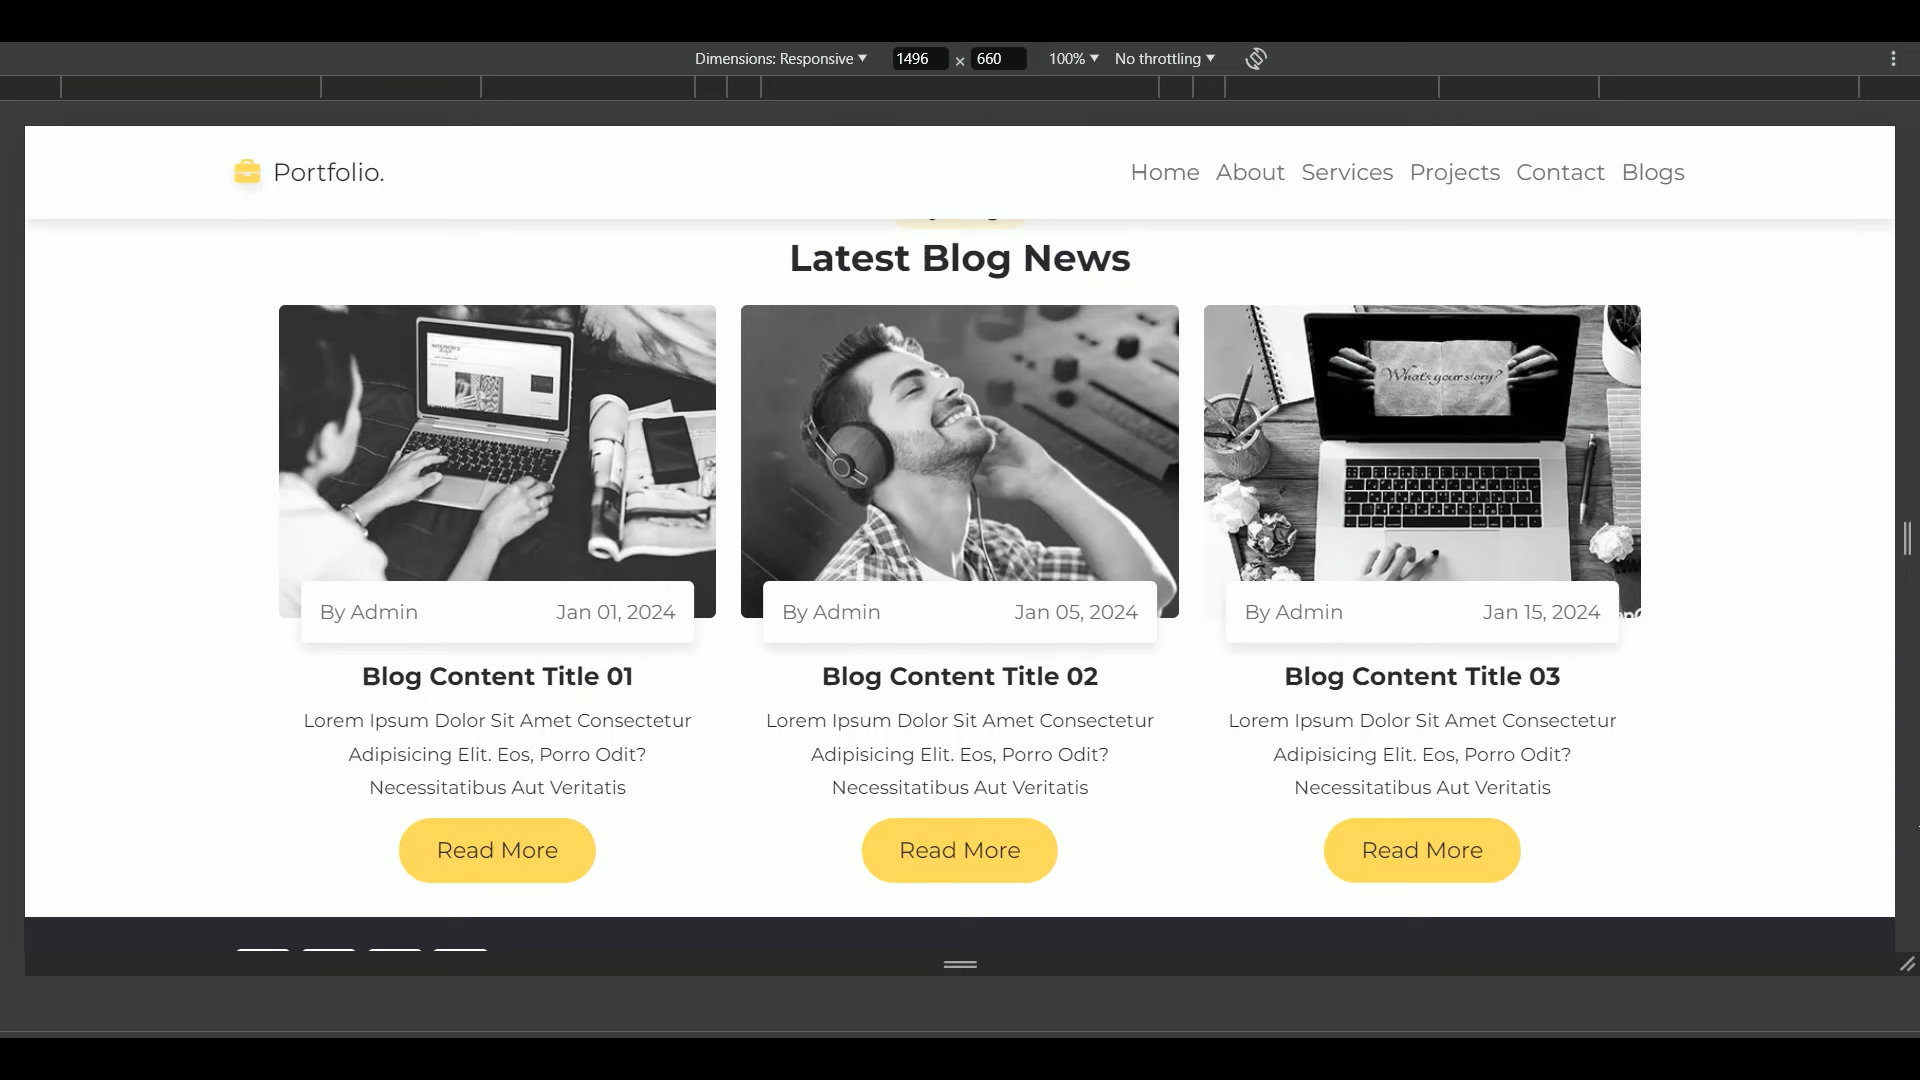 Dimensions: Responsive 1496 × 660 100% No throttling
Portfolio. Home About Services Projects Contact Blogs
Latest Blog News
What's your story?
By Admin Jan 01, 2024
By Admin Jan 05, 2024
By Admin Jan 15, 2024
Blog Content Title 01
Lorem Ipsum Dolor Sit Amet Consectetur
Adipisicing Elit. Eos, Porro Odit?
Necessitatibus Aut Veritatis
Read More
Blog Content Title 02
Lorem Ipsum Dolor Sit Amet Consectetur
Adipisicing Elit. Eos, Porro Odit?
Necessitatibus Aut Veritatis
Read More
Blog Content Title 03
Lorem Ipsum Dolor Sit Amet Consectetur
Adipisicing Elit. Eos, Porro Odit?
Necessitatibus Aut Veritatis
Read More